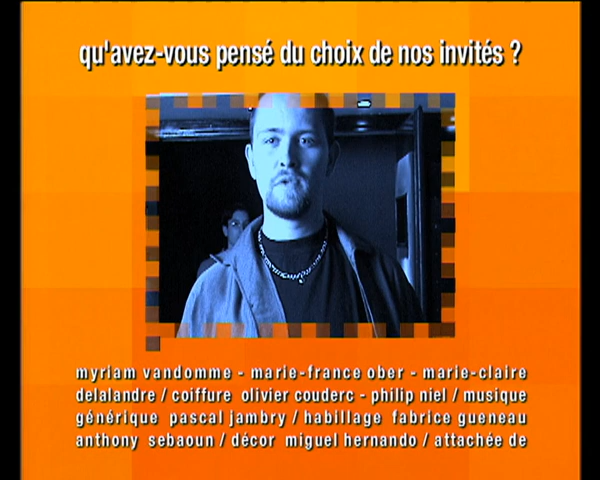 qu'avez-vous pensé du choix de nos invités ?
myriam vandomme - marie-france ober - marie-claire
delalandre / coiffure olivier couderc - philip niel / musique
générique pascal jambry / habillage fabrice gueneau
anthony sebaoun / décor miguel hernando / attachée de